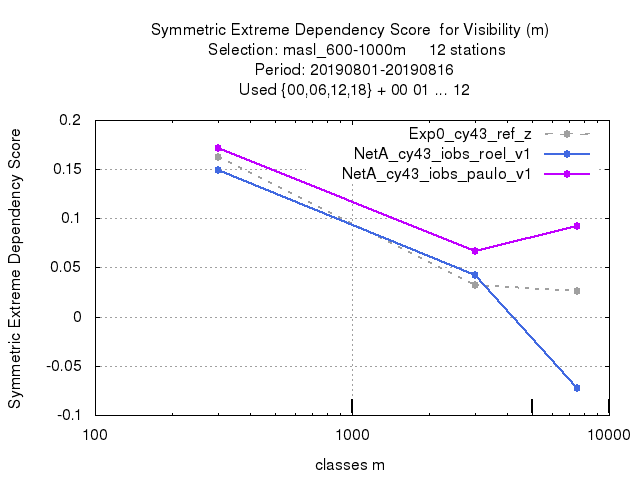 Symmetric Extreme Dependency Score for Visibility (m)
Selection: masl_600-1000m 12 stations
Period: 20190801-20190816
Used {00,06,12,18} + 00 01 ... 12
Symmetric Extreme Dependency Score
0.2
0.15
0.1
0.05
0
-0.05
-0.1
Exp0_cy43_ref_z
NetA_cy43_iobs_roel_v1
NetA_cy43_iobs_paulo_v1
100
1000
10000
classes m